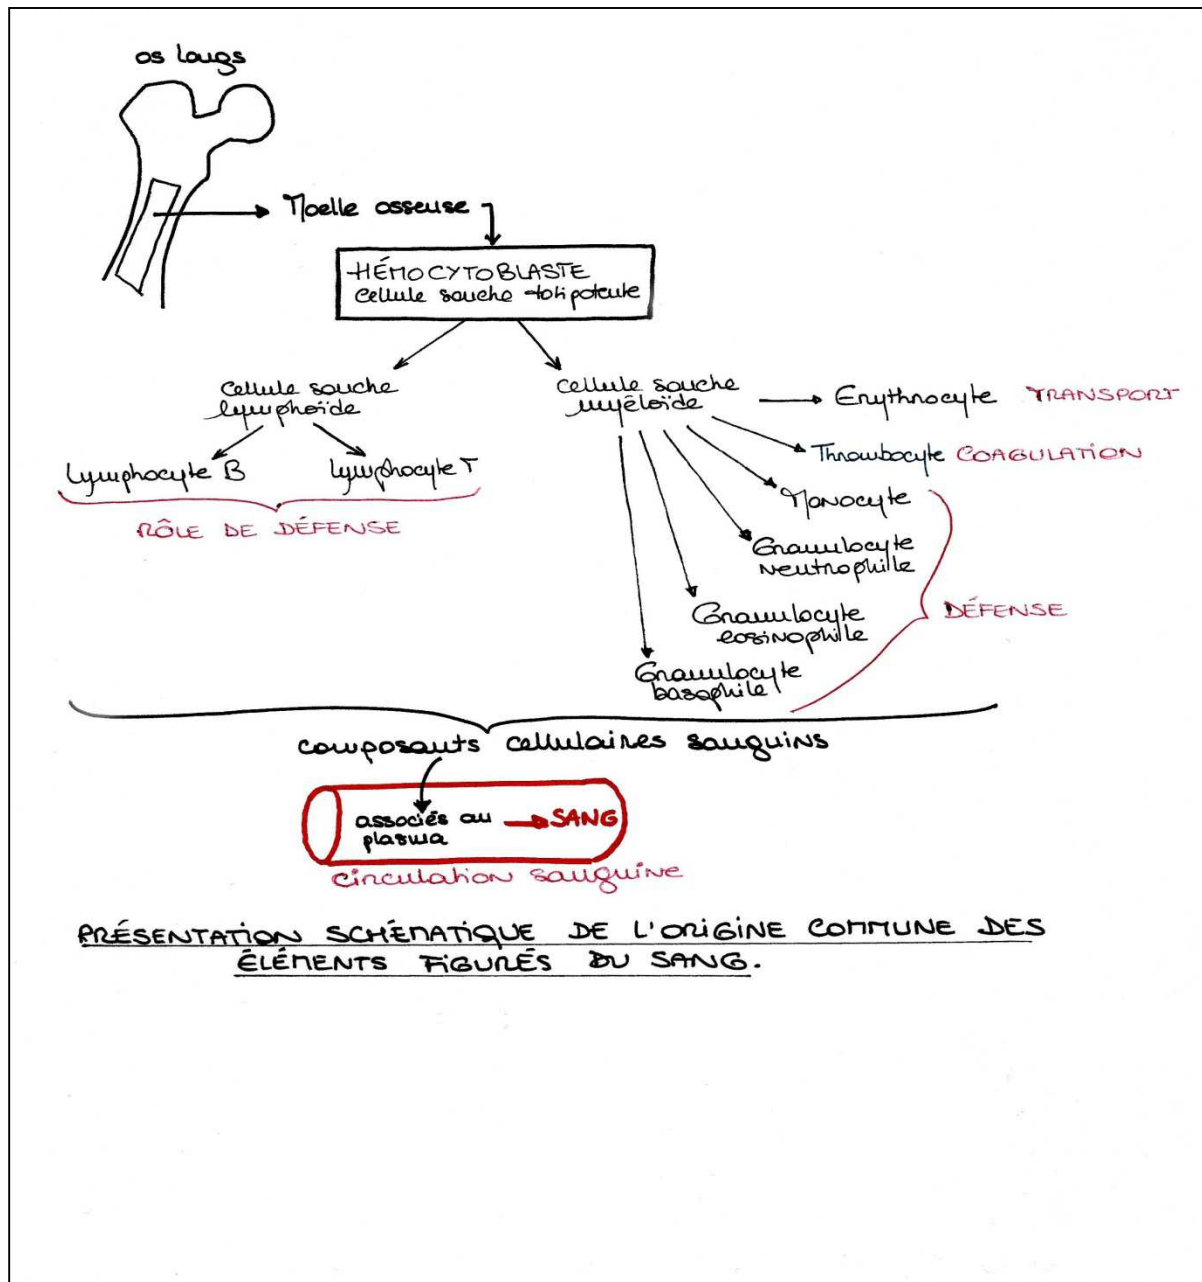 os longs
Moelle osseuse
HÉMOCYTOBLASTE
cellule souche totipotente
cellule souche
lymphoïde
cellule souche
myéloïde
Erythrocyte TRANSPORT
Thrombocyte COAGULATION
Lymphocyte B
Lymphocyte T
RÔLE DE DÉFENSE
Monocyte
Granulocyte
neutrophille
Granulocyte
eosinophille
DÉFENSE
Granulocyte
basophile
composants cellulaires sanguins
associés au
plasma
SANG
circulation sanguine
PRÉSENTATION SCHÉMATIQUE DE L'ORIGINE COMMUNE DES
ÉLÉMENTS FIGURÉS DU SANG.